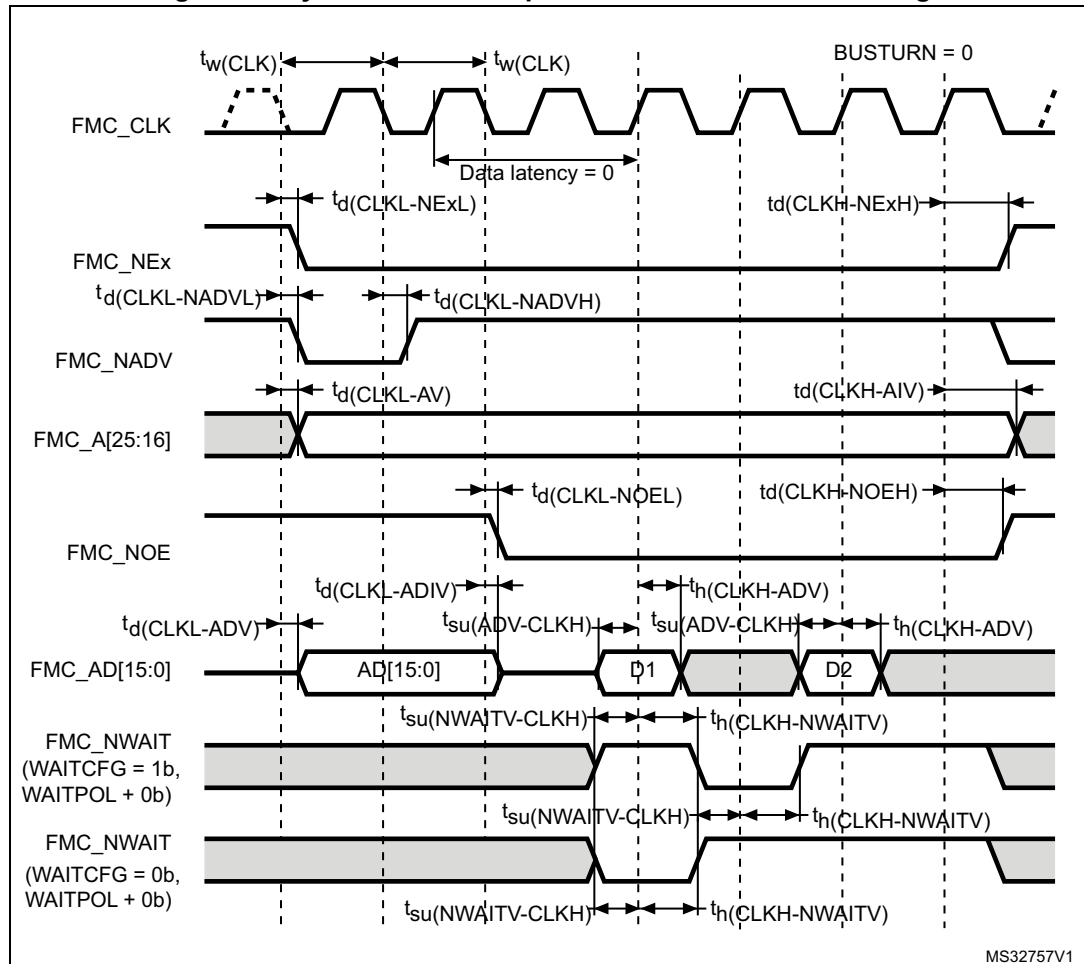 tw(CLK) tw(CLK) BUSTURN = 0
FMC_CLK
Data latency = 0
td(CLKL-NExL) td(CLKH-NExH)
FMC_NEx
td(CLKL-NADVL) td(CLKL-NADVH)
FMC_NADV
td(CLKL-AV) td(CLKH-AIV)
FMC_A[25:16]
td(CLKL-NOEL) td(CLKH-NOEH)
FMC_NOE
td(CLKL-ADIV) th(CLKH-ADV)
td(CLKL-ADV) tsu(ADV-CLKH) tsu(ADV-CLKH) th(CLKH-ADV)
FMC_AD[15:0] AD[15:0] D1 D2
tsu(NWAITV-CLKH) th(CLKH-NWAITV)
FMC_NWAIT
(WAITCFG = 1b,
WAITPOL + 0b)
tsu(NWAITV-CLKH) th(CLKH-NWAITV)
FMC_NWAIT
(WAITCFG = 0b,
WAITPOL + 0b)
tsu(NWAITV-CLKH) th(CLKH-NWAITV)
MS32757V1